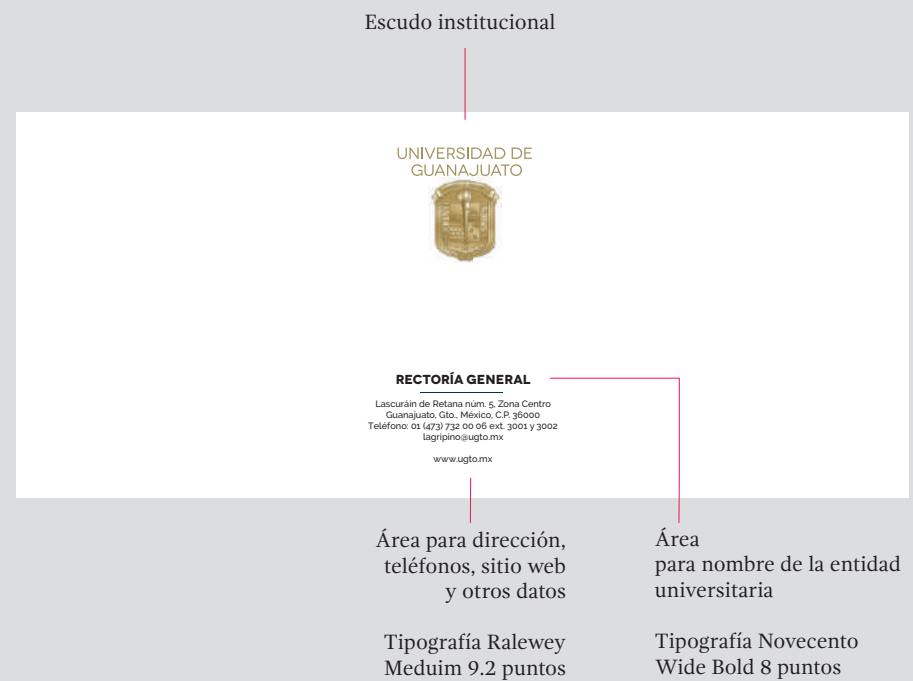 Escudo institucional
UNIVERSIDAD DE
GUANAJUATO
RECTORÍA GENERAL
Lascuráin de Retana núm. 5, Zona Centro
Guanajuato, Gto., México, C.P. 36000
Teléfono: 01 (473) 732 00 06 ext. 3001 y 3002
lagripino@ugto.mx
www.ugto.mx
Área para dirección,
teléfonos, sitio web
y otros datos
Tipografía Ralewey
Meduim 9.2 puntos
Área
para nombre de la entidad
universitaria
Tipografía Novecento
Wide Bold 8 puntos